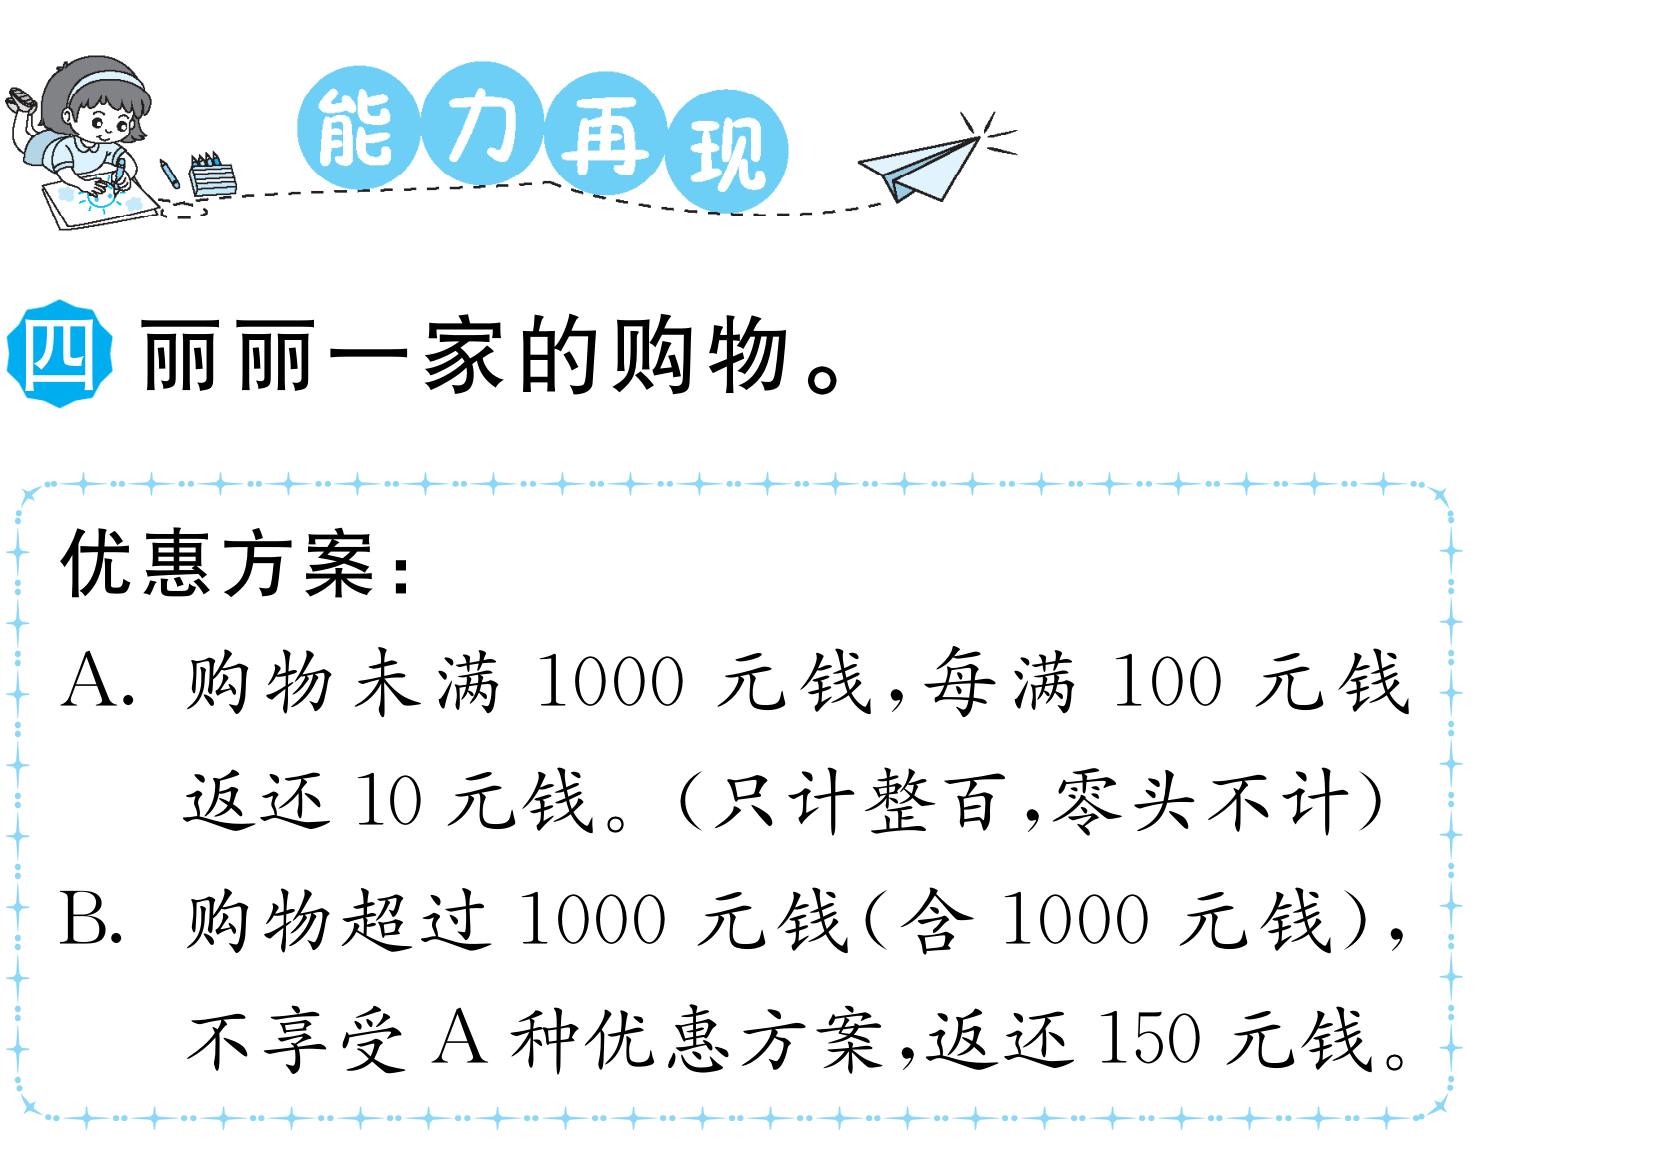 能力再现
四 丽丽一家的购物。
优惠方案:
A. 购物未满 1000 元钱,每满 100 元钱
返还 10 元钱。(只计整百,零头不计)
B. 购物超过 1000 元钱(含 1000 元钱),
不享受 A 种优惠方案,返还 150 元钱。